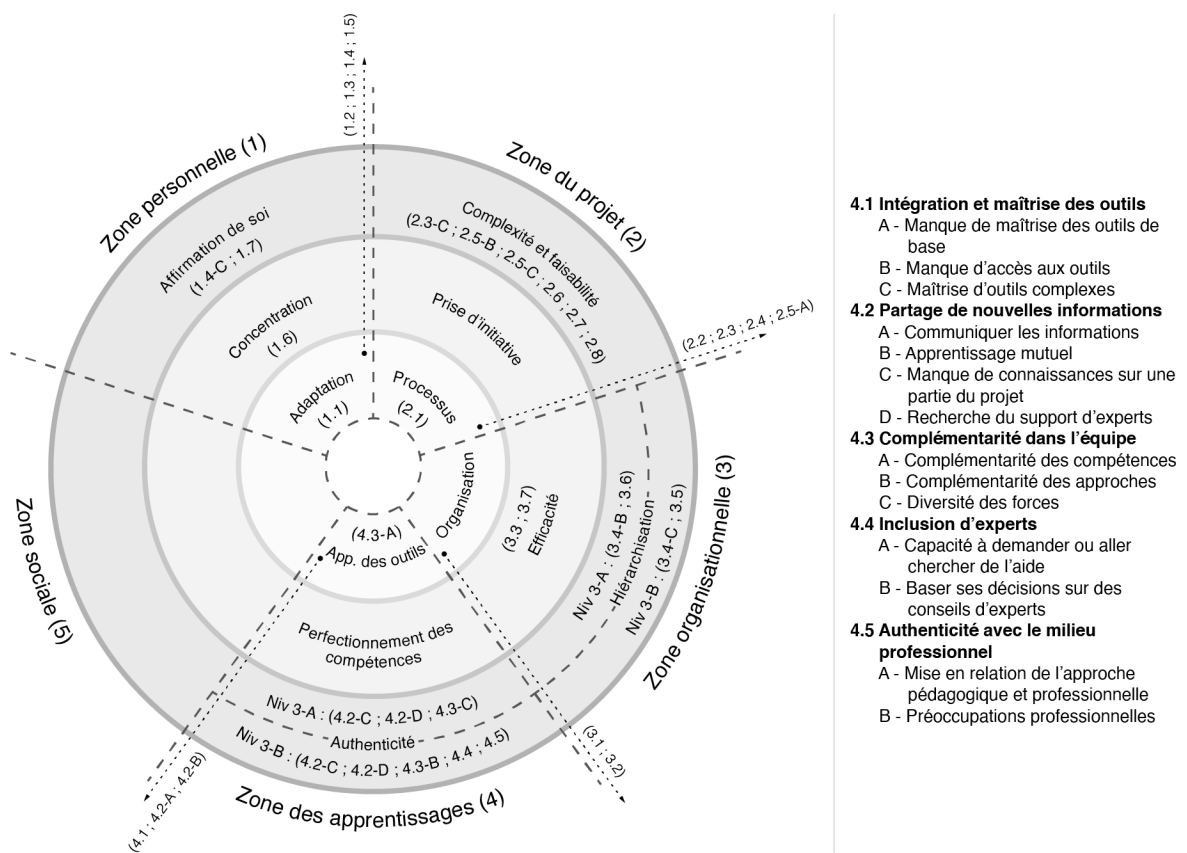 (1.2 ; 1.3 ; 1.4 ; 1.5)
Zone personnelle (1)
Affirmation de soi
(1.4-C ; 1.7)
Concentration
(1.6)
Adaptation
(1.1)
Zone du projet (2)
Complexité et faisabilité
(2.3-C ; 2.5-B ; 2.5-C ; 2.6 ; 2.7 ; 2.8)
Prise d'initiative
Processus
(2.1)
(2.2 ; 2.3 ; 2.4 ; 2.5-A)
Zone organisationnelle (3)
Organisation
(3.3 ; 3.7)
Efficacité
Niv 3-A : (3.4-B ; 3.6)
Hiérarchisation
Niv 3-B : (3.4-C ; 3.5)
(3.1 ; 3.2)
(4.3-A)
App. des outils
Perfectionnement des
compétences
Niv 3-A : (4.2-C ; 4.2-D ; 4.3-C)
Authenticité
Niv 3-B : (4.2-C ; 4.2-D ; 4.3-B ; 4.4 ; 4.5)
Zone des apprentissages (4)
(4.1 ; 4.2-A ; 4.2-B)
Zone sociale (5)
4.1 Intégration et maîtrise des outils
A - Manque de maîtrise des outils de
base
B - Manque d'accès aux outils
C - Maîtrise d'outils complexes
4.2 Partage de nouvelles informations
A - Communiquer les informations
B - Apprentissage mutuel
C - Manque de connaissances sur une
partie du projet
D - Recherche du support d'experts
4.3 Complémentarité dans l'équipe
A - Complémentarité des compétences
B - Complémentarité des approches
C - Diversité des forces
4.4 Inclusion d'experts
A - Capacité à demander ou aller
chercher de l'aide
B - Baser ses décisions sur des
conseils d'experts
4.5 Authenticité avec le milieu
professionnel
A - Mise en relation de l'approche
pédagogique et professionnelle
B - Préoccupations professionnelles